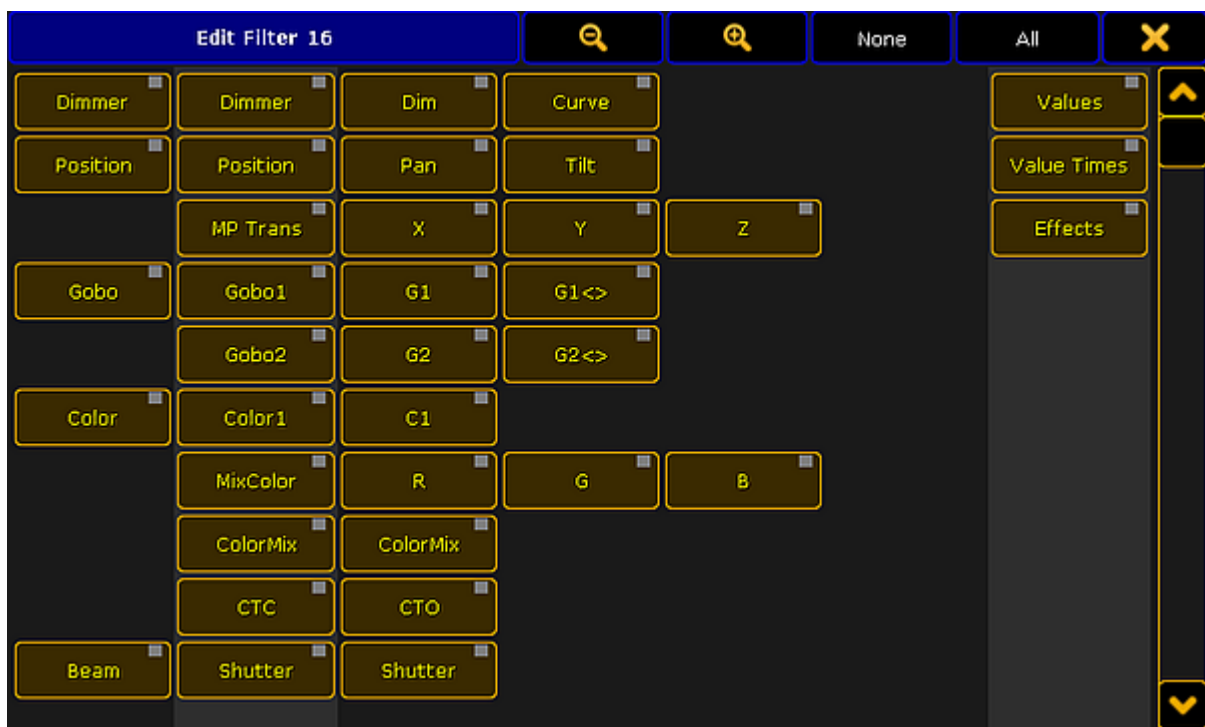 Edit Filter 16 None All
Dimmer Dimmer Dim Curve Values
Position Position Pan Tilt Value Times
MP Trans X Y Z Effects
Gobo Gobo1 G1 G1<>
Gobo2 G2 G2<>
Color Color1 C1
MixColor R G B
ColorMix ColorMix
CTC CTO
Beam Shutter Shutter